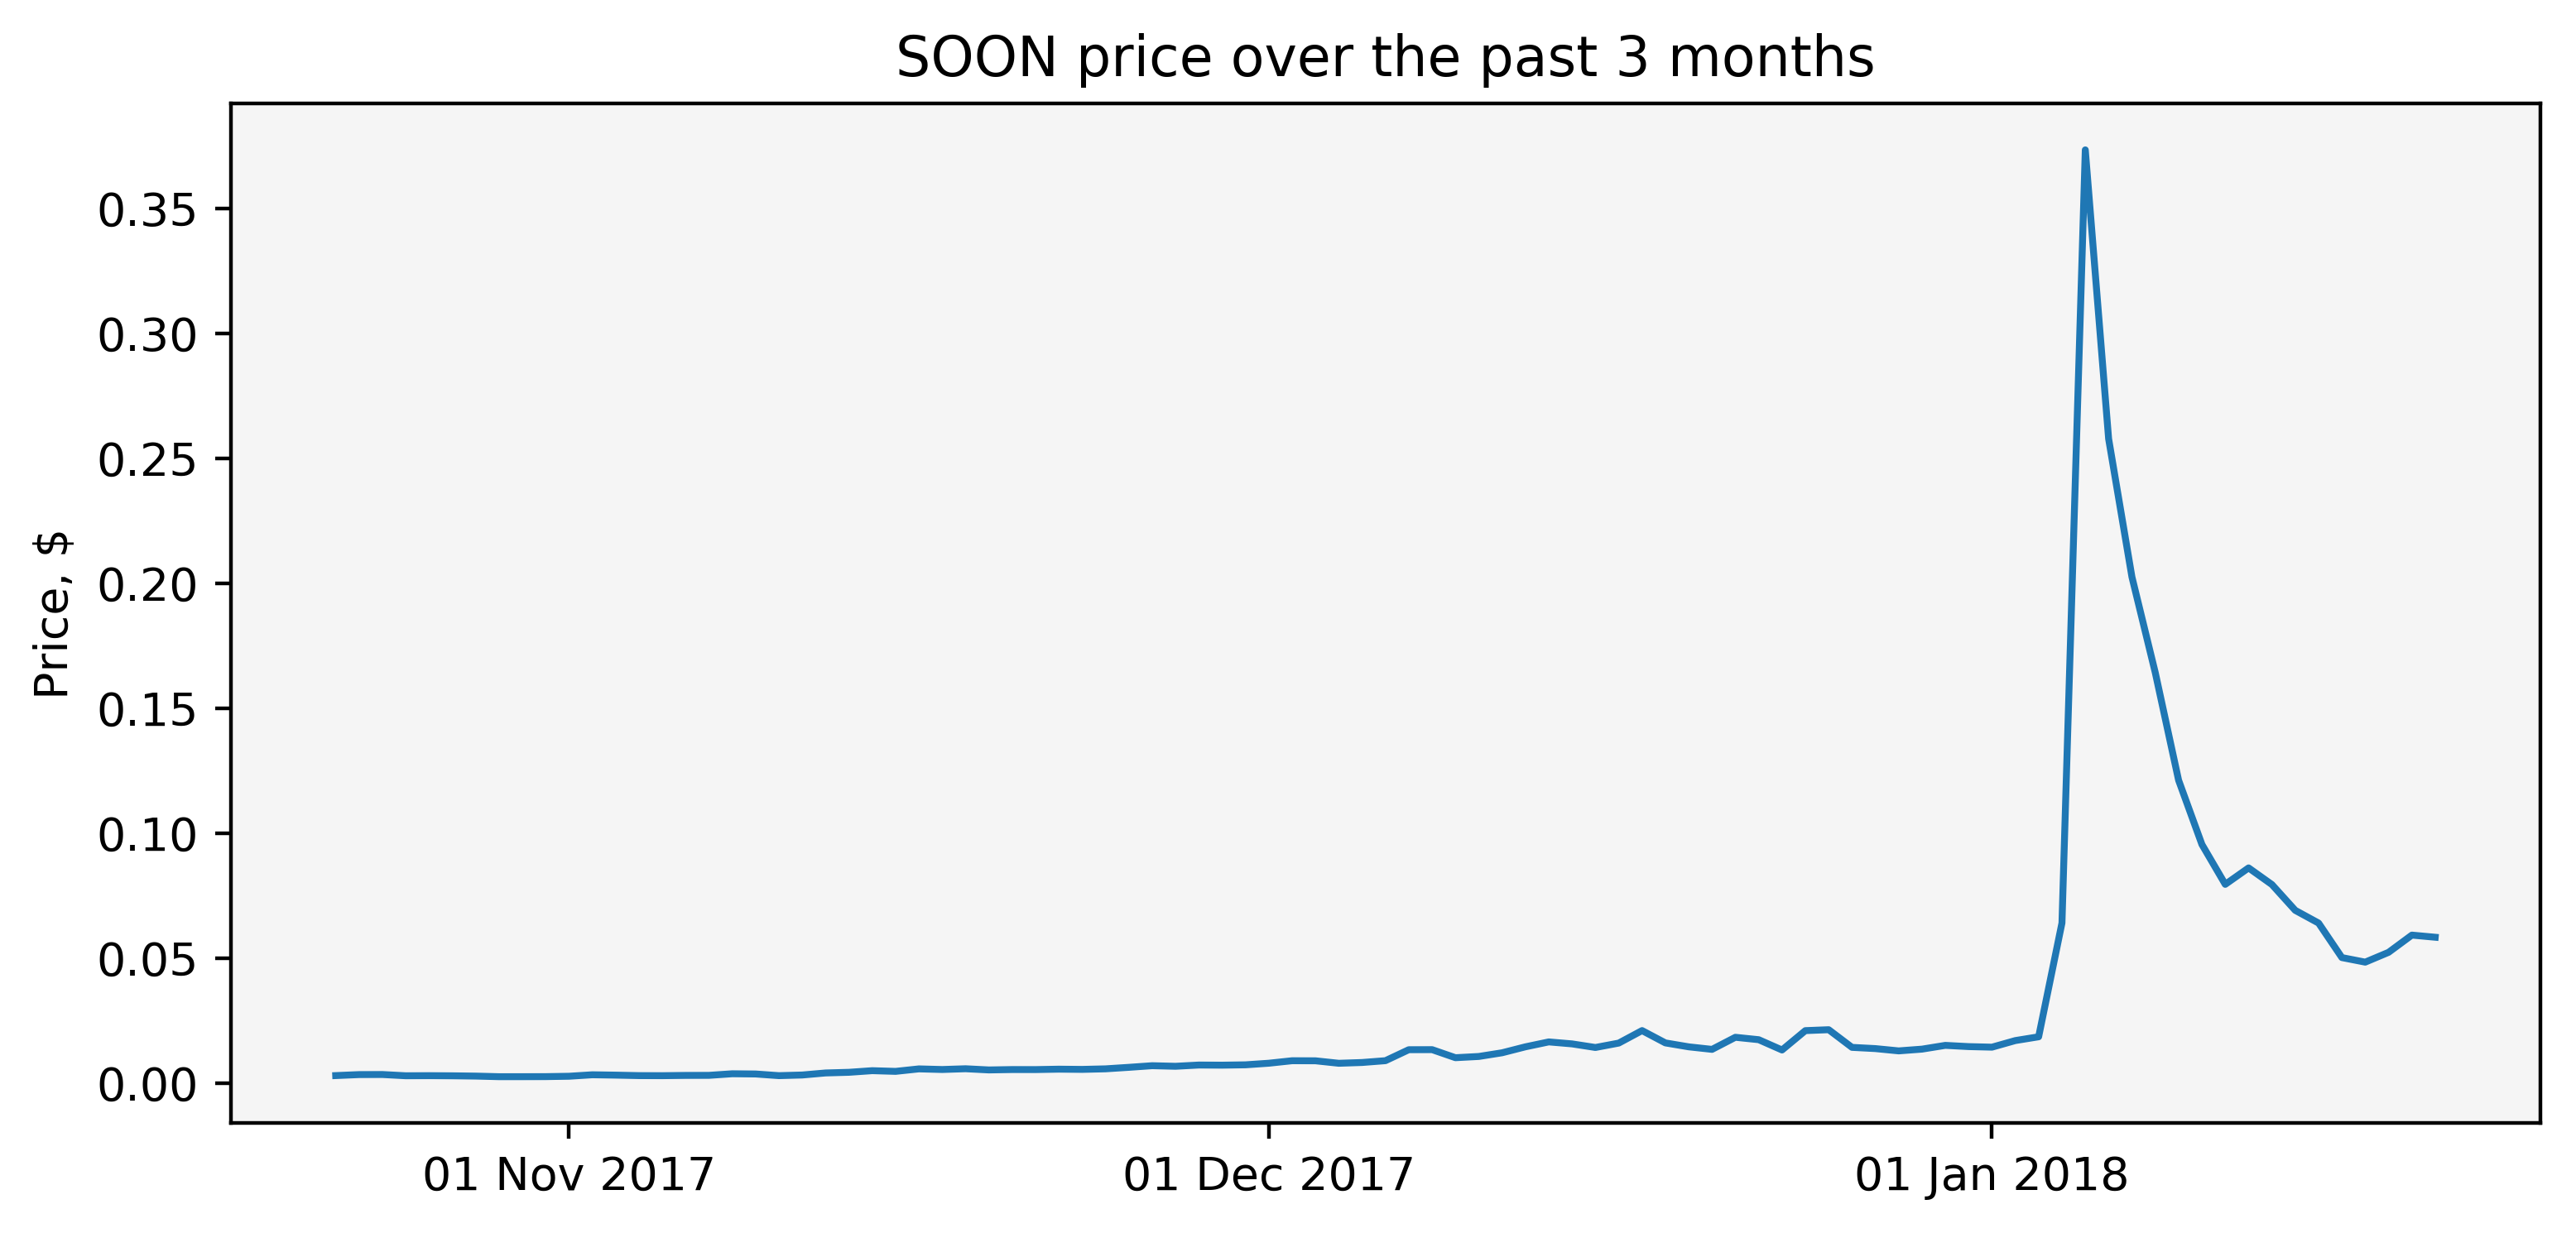 SOON price over the past 3 months
Price, $
0.35
0.30
0.25
0.20
0.15
0.10
0.05
0.00
01 Nov 2017
01 Dec 2017
01 Jan 2018